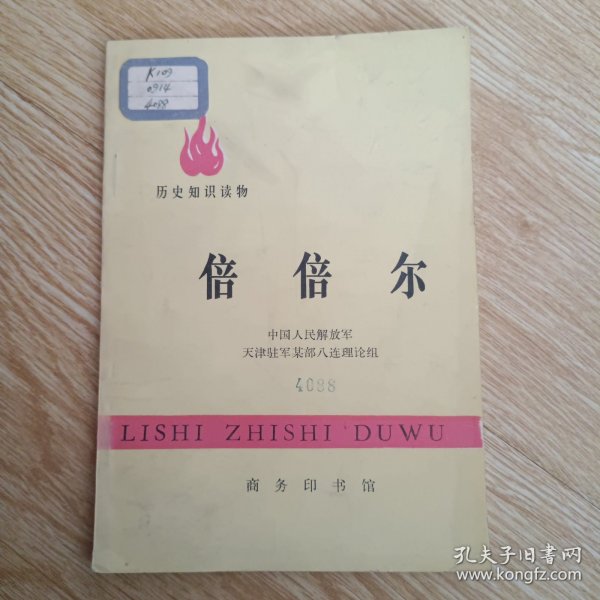 K109
0914
4088
历史知识读物
倍倍尔
中国人民解放军
天津驻军某部八连理论组
4088
LISHI ZHISHI DUWU
商务印书馆
孔夫子旧书网
www.kongfz.com